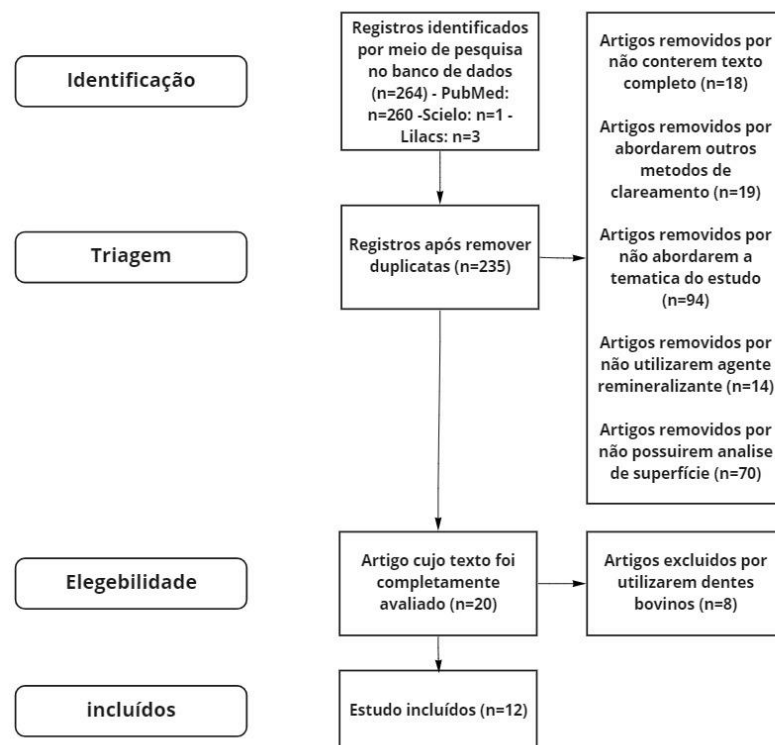 Identificação
Registros identificados
por meio de pesquisa
no banco de dados
(n=264) - PubMed:
n=260 -Scielo: n=1 -
Lilacs: n=3
Artigos removidos por
não conterem texto
completo (n=18)
Artigos removidos por
abordarem outros
metodos de
clareamento (n=19)
Artigos removidos por
não abordarem a
tematica do estudo
(n=94)
Artigos removidos por
não utilizarem agente
remineralizante (n=14)
Artigos removidos por
não possuirem analise
de superfície (n=70)
Triagem
Registros após remover
duplicatas (n=235)
Elegebilidade
Artigo cujo texto foi
completamente
avaliado (n=20)
Artigos excluidos por
utilizarem dentes
bovinos (n=8)
incluídos
Estudo incluídos (n=12)